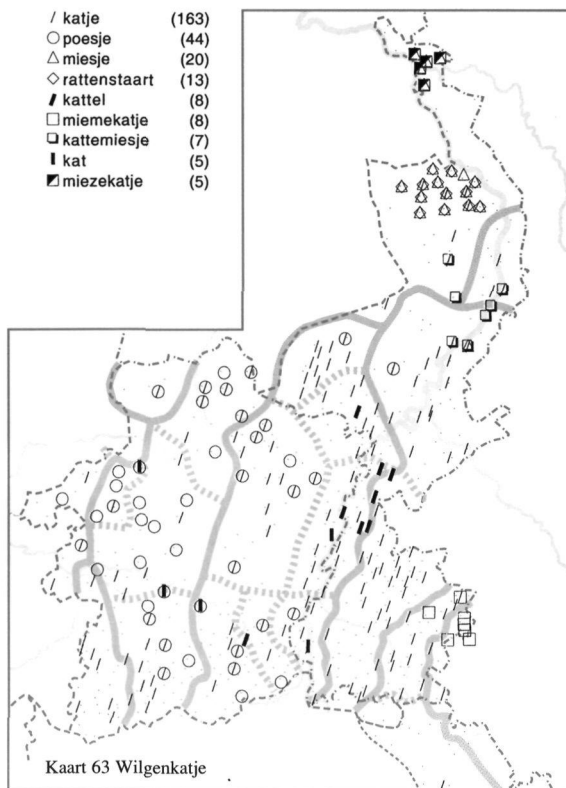 katje (163)
poesje (44)
miesje (20)
rattenstaart (13)
kattel (8)
miemekatje (8)
kattemiesje (7)
kat (5)
miezekatje (5)
Kaart 63 Wilgenkatje